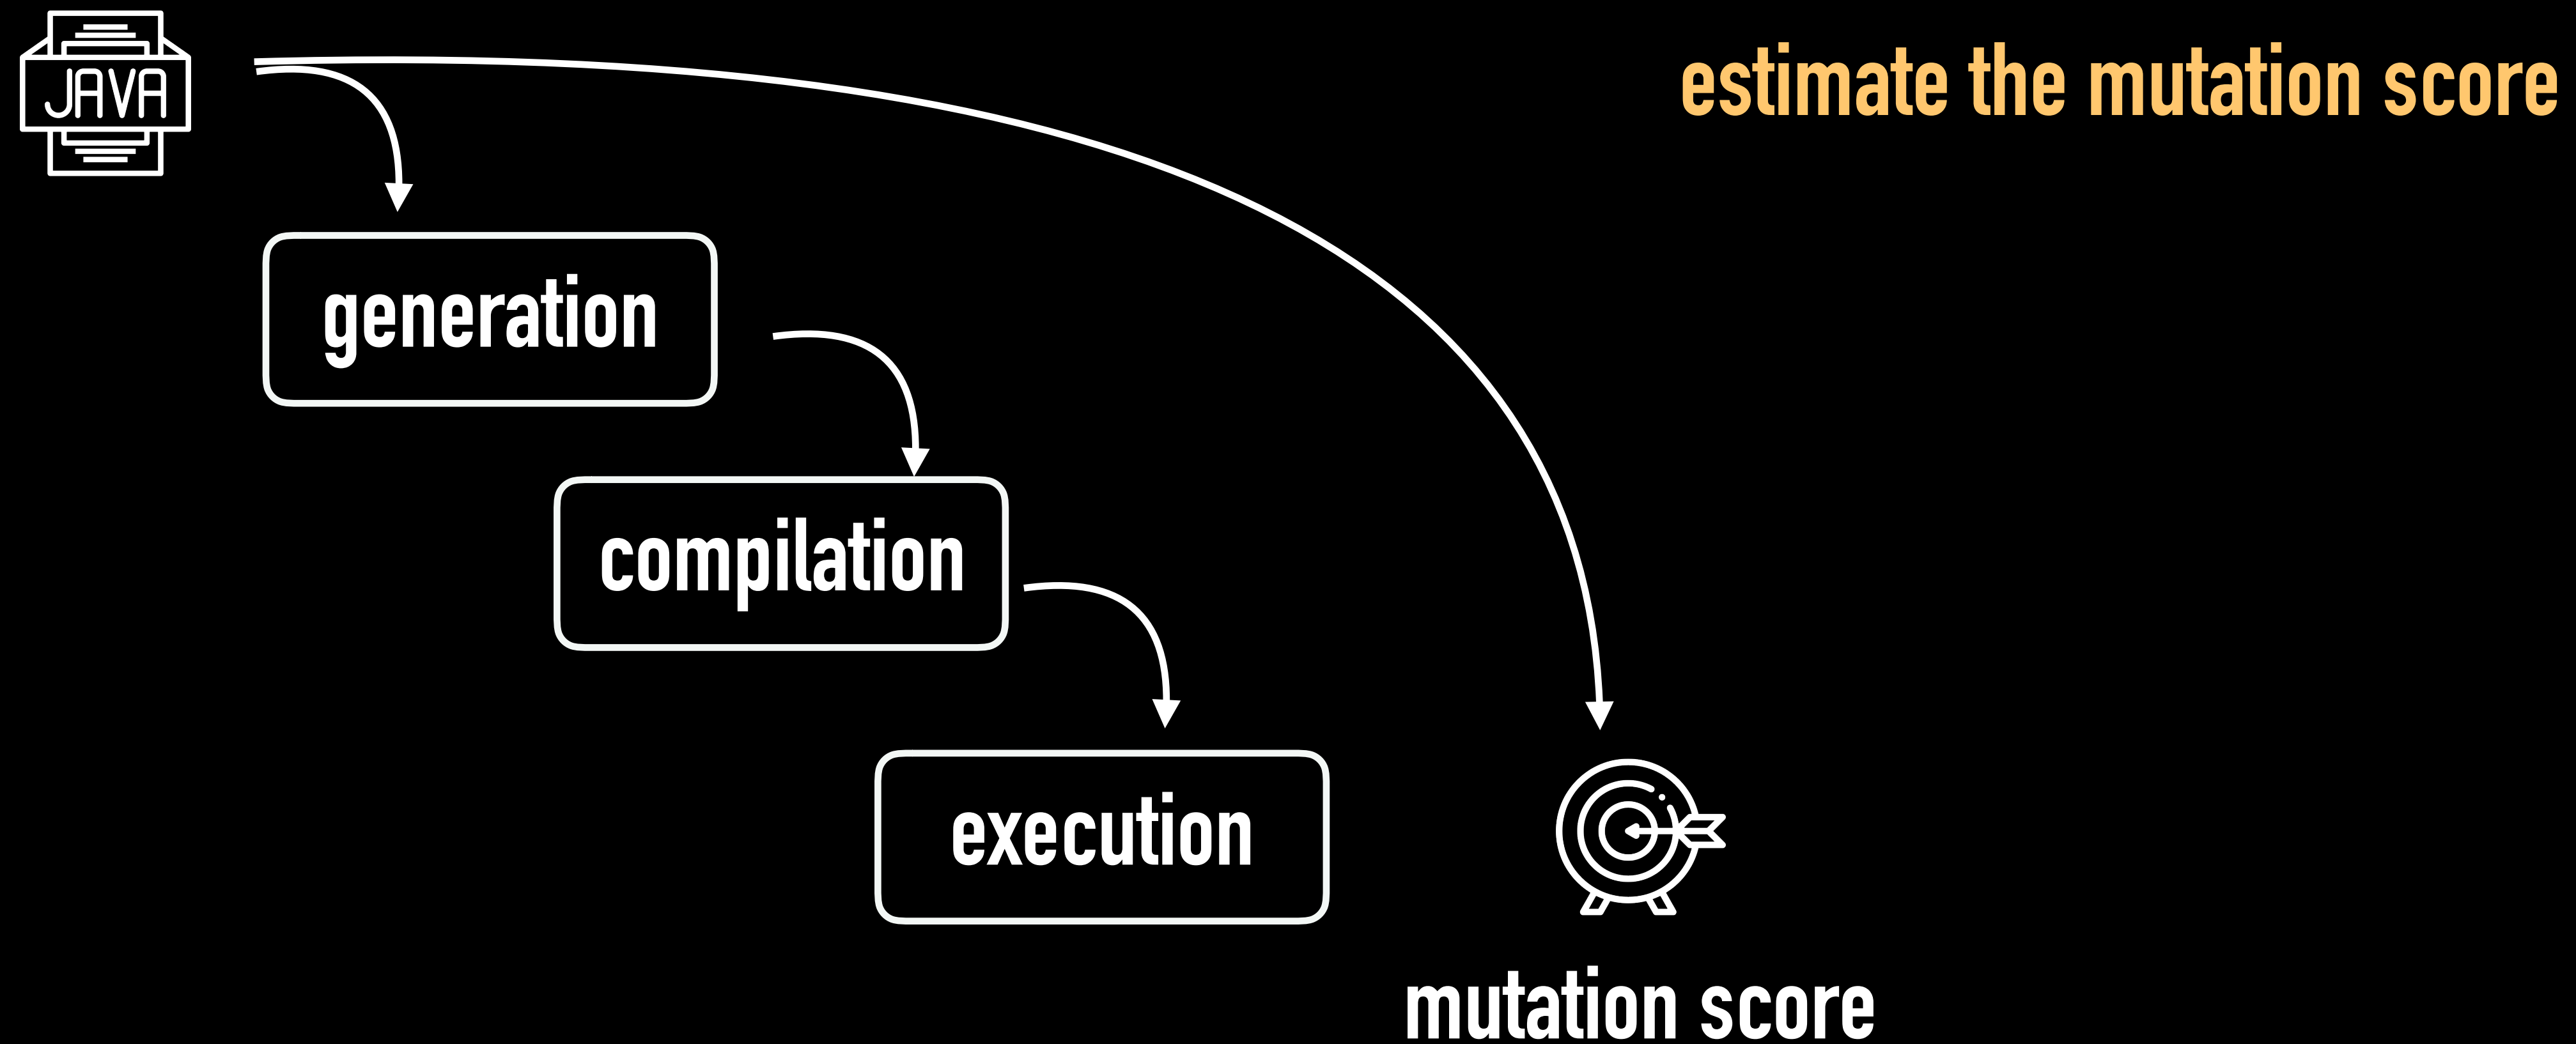 JAVA
estimate the mutation score
generation
compilation
execution
mutation score